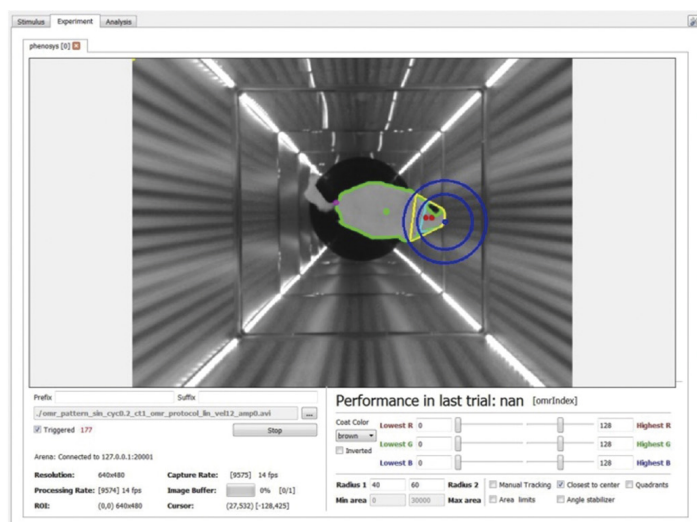 Stimulus Experiment Analysis
phenosys [0]
Prefix Suffix
./omr_pattern_sin_cyc0.2_ct1_omr_protocol_lin_vel12_amp0.avi ...
Triggered 177 Stop
Arena: Connected to 127.0.0.1:20001
Resolution: 640x480 Capture Rate: [9575] 14 fps
Processing Rate: [9574] 14 fps Image Buffer: 0% [0/1]
ROI: (0,0) 640x480 Cursor: (27,532) [-128,425]
Performance in last trial: nan [omrIndex]
Coat Color
brown
Inverted
Lowest R 0 128 Highest R
Lowest G 0 128 Highest G
Lowest B 0 128 Highest B
Radius 1 40 60 Radius 2 Manual Tracking Closest to center Quadrants
Min area 0 30000 Max area Area limits Angle stabilizer